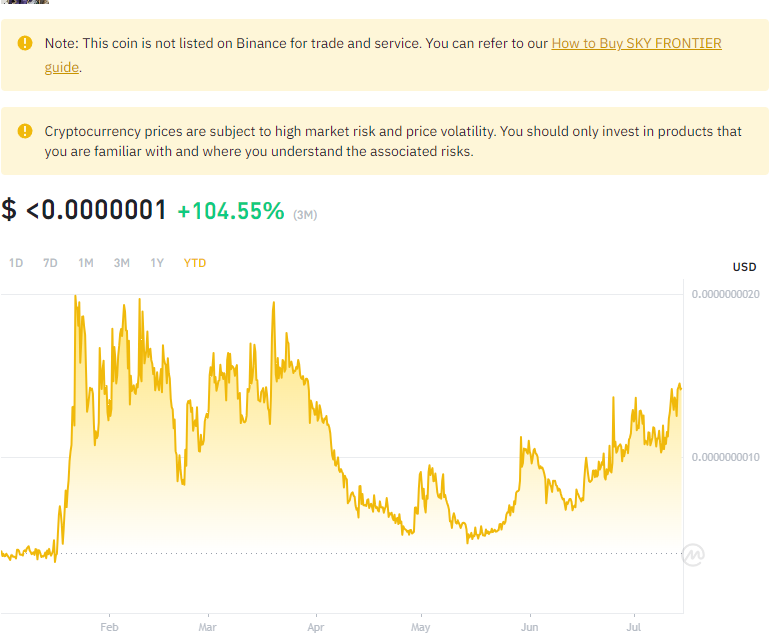 Note: This coin is not listed on Binance for trade and service. You can refer to our How to Buy SKY FRONTIER
guide.
Cryptocurrency prices are subject to high market risk and price volatility. You should only invest in products that
you are familiar with and where you understand the associated risks.
$ <0.0000001 +104.55% (3M)
1D 7D 1M 3M 1Y YTD
USD
0.0000000020
0.0000000010
Feb Mar Apr May Jun Jul